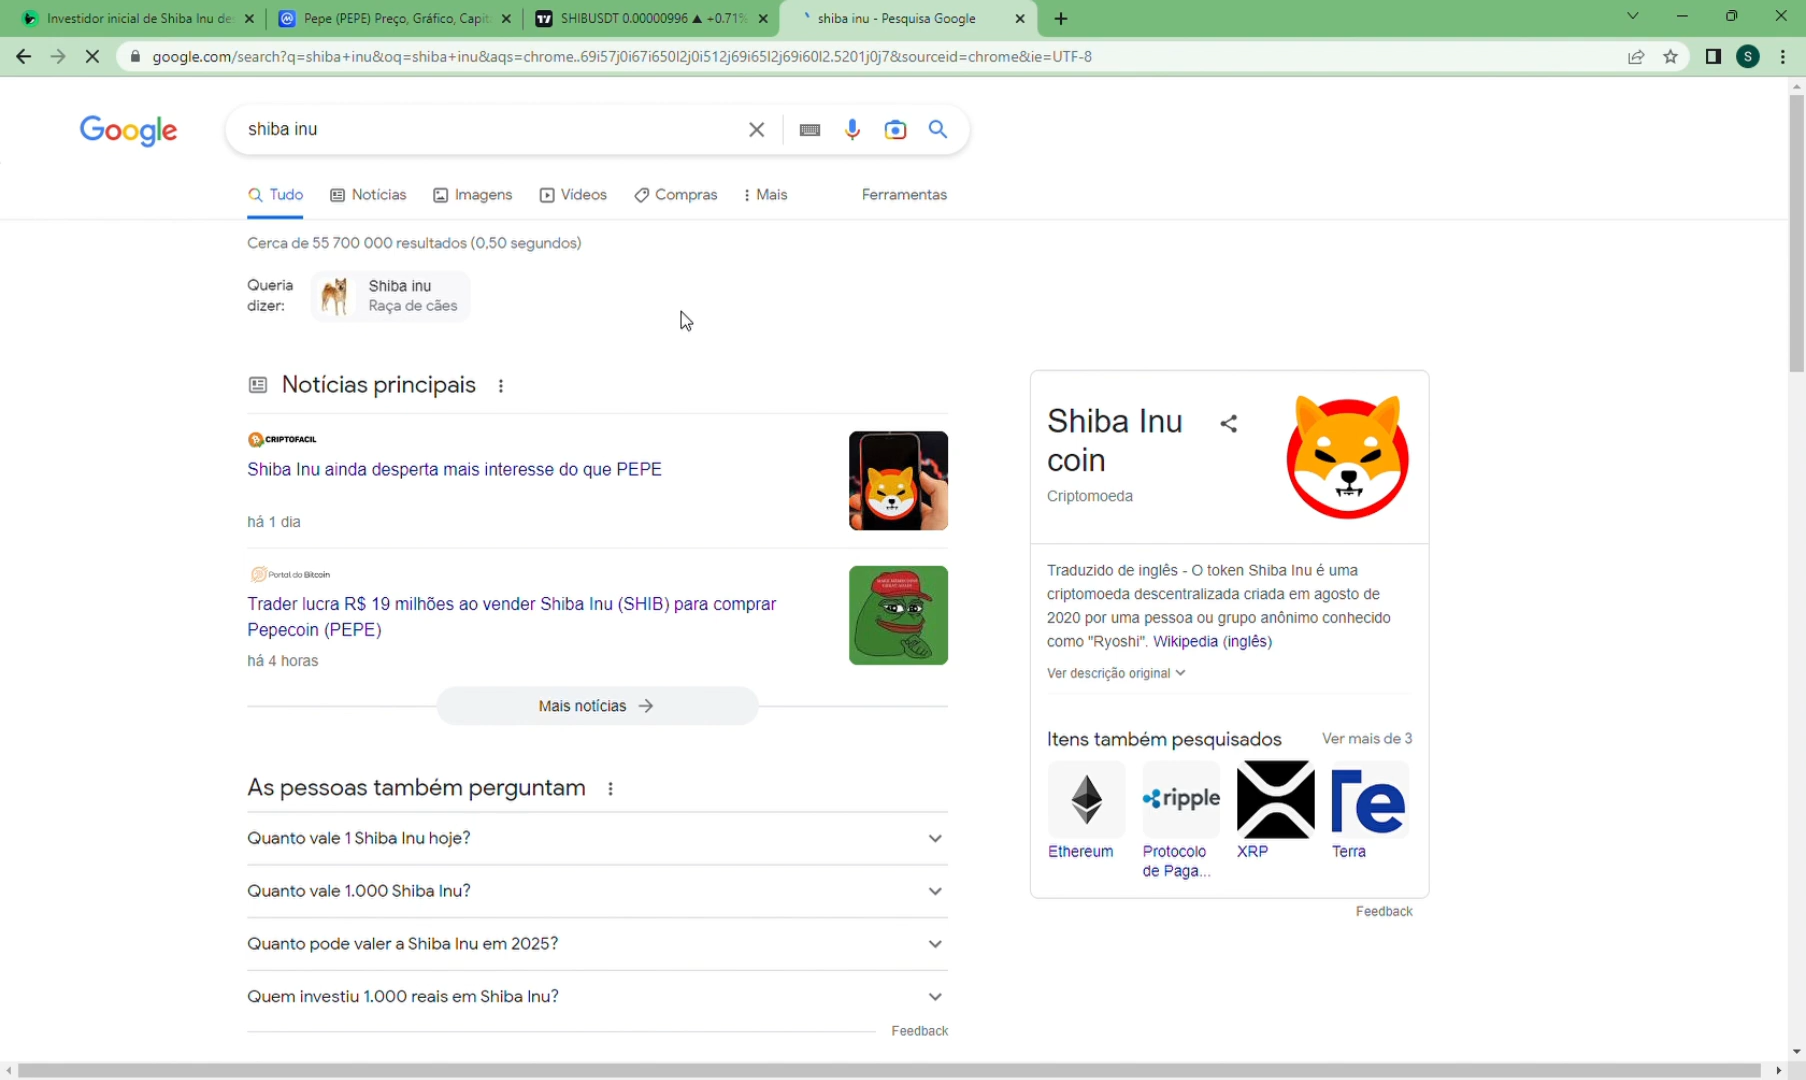 Investidor inicial de Shiba Inu de
Pepe (PEPE) Preço, Gráfico, Capit
SHIBUSDT 0.00000996 ▲ +0.71%
shiba inu - Pesquisa Google
google.com/search?q=shiba+inu&oq=shiba+inu&aqs=chrome..69i57j0i67i650l2j0i512j69i65l2j69i60l2.5201j0j7&sourceid=chrome&ie=UTF-8
S
Google
shiba inu
Tudo
Notícias
Imagens
Vídeos
Compras
Mais
Ferramentas
Cerca de 55 700 000 resultados (0,50 segundos)
Queria
dizer:
Shiba inu
Raça de cães
Notícias principais
CRIPTOFACIL
Shiba Inu ainda desperta mais interesse do que PEPE
há 1 dia
Portal do Bitcoin
Trader lucra R$ 19 milhões ao vender Shiba Inu (SHIB) para comprar
Pepecoin (PEPE)
há 4 horas
Mais notícias
As pessoas também perguntam
Quanto vale 1 Shiba Inu hoje?
Quanto vale 1.000 Shiba Inu?
Quanto pode valer a Shiba Inu em 2025?
Quem investiu 1.000 reais em Shiba Inu?
Feedback
Shiba Inu
coin
Criptomoeda
Traduzido de inglês - O token Shiba Inu é uma
criptomoeda descentralizada criada em agosto de
2020 por uma pessoa ou grupo anônimo conhecido
como "Ryoshi". Wikipedia (inglês)
Ver descrição original
Itens também pesquisados
Ver mais de 3
ripple
Te
Ethereum
Protocolo
de Paga...
XRP
Terra
Feedback